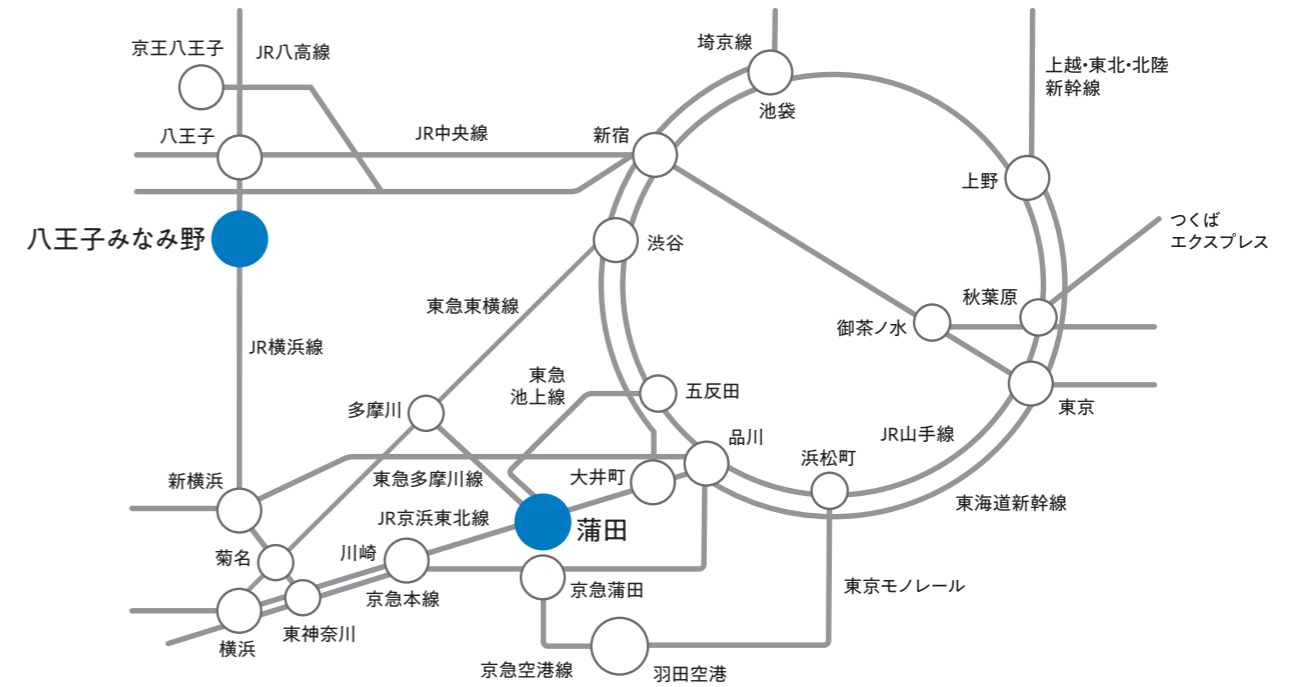 京王八王子
JR八高線
埼京線
上越・東北・北陸
新幹線
池袋
八王子
JR中央線
新宿
上野
八王子みなみ野
渋谷
つくば
エクスプレス
東急東横線
秋葉原
御茶ノ水
JR横浜線
東急
池上線
五反田
多摩川
東京
品川
JR山手線
浜松町
新横浜
東急多摩川線
大井町
東海道新幹線
JR京浜東北線
蒲田
菊名
川崎
京急蒲田
東京モノレール
京急本線
東神奈川
横浜
京急空港線
羽田空港